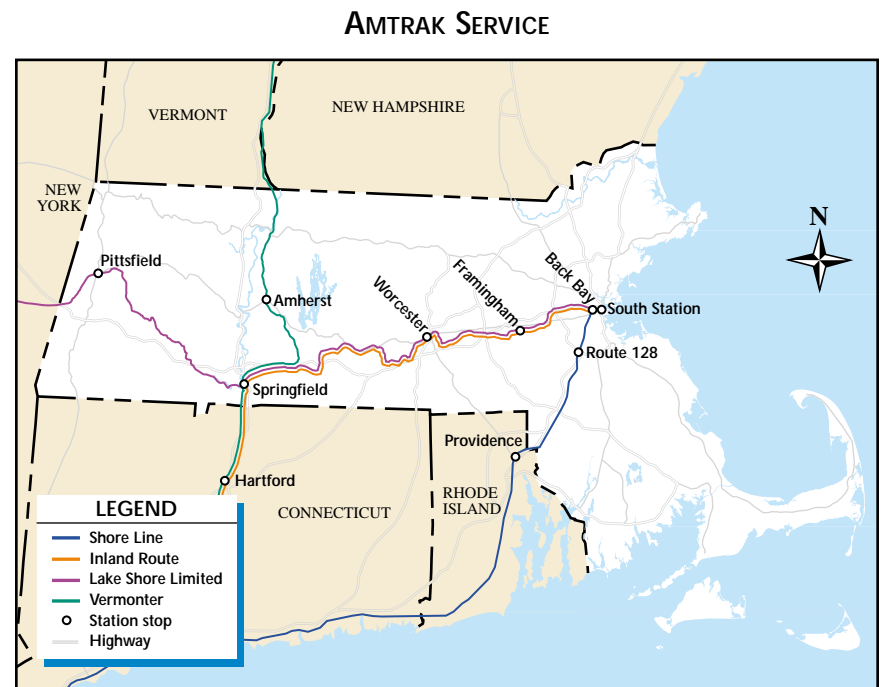 AMTRAK SERVICE
VERMONT
NEW HAMPSHIRE
NEW
YORK
N
Pittsfield
Amherst
Worcester
Framingham
Back Bay
South Station
Route 128
Springfield
Providence
Hartford
CONNECTICUT
RHODE
ISLAND
LEGEND
Shore Line
Inland Route
Lake Shore Limited
Vermonter
Station stop
Highway